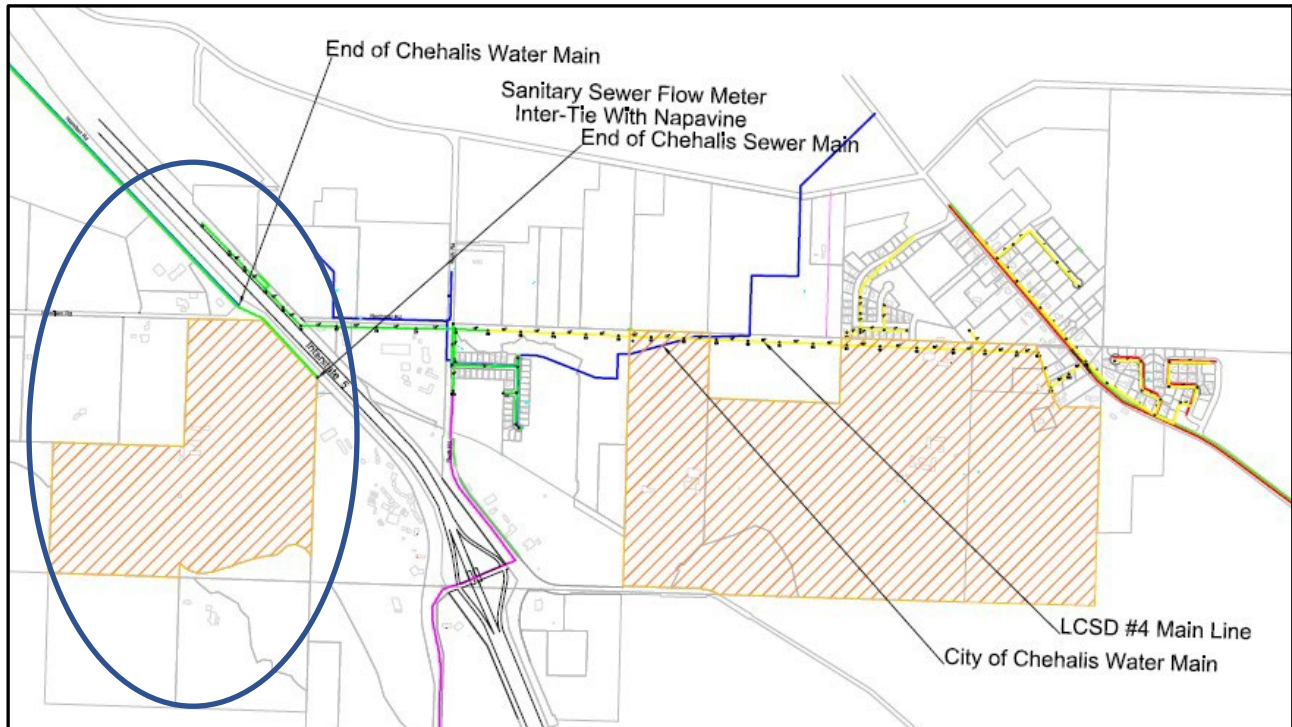 End of Chehalis Water Main
Sanitary Sewer Flow Meter
Inter-Tie With Napavine
End of Chehalis Sewer Main
Interstate 5
LCSD #4 Main Line
City of Chehalis Water Main